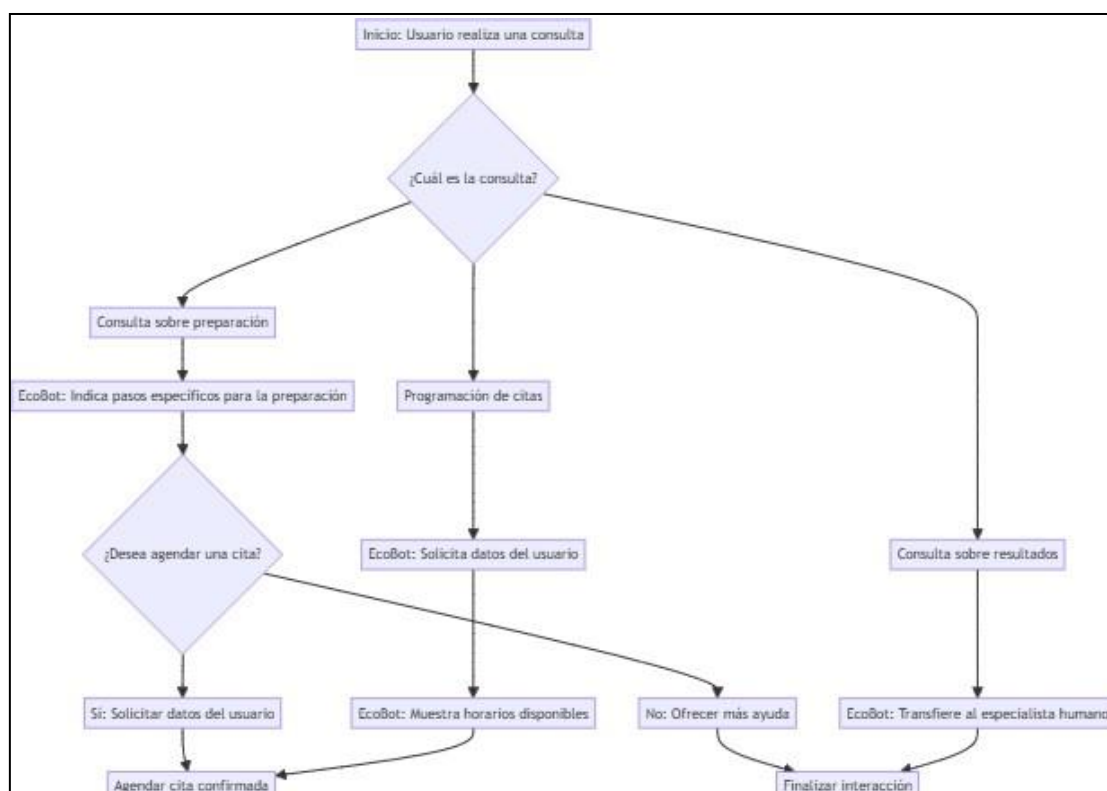 Inicio: Usuario realiza una consulta
¿Cuál es la consulta?
Consulta sobre preparación
EcoBot: Indica pasos específicos para la preparación
Programación de citas
¿Desea agendar una cita?
EcoBot: Solicita datos del usuario
Consulta sobre resultados
Sí: Solicitar datos del usuario
EcoBot: Muestra horarios disponibles
No: Ofrecer más ayuda
EcoBot: Transfiere al especialista humano
Agendar cita confirmada
Finalizar interacción